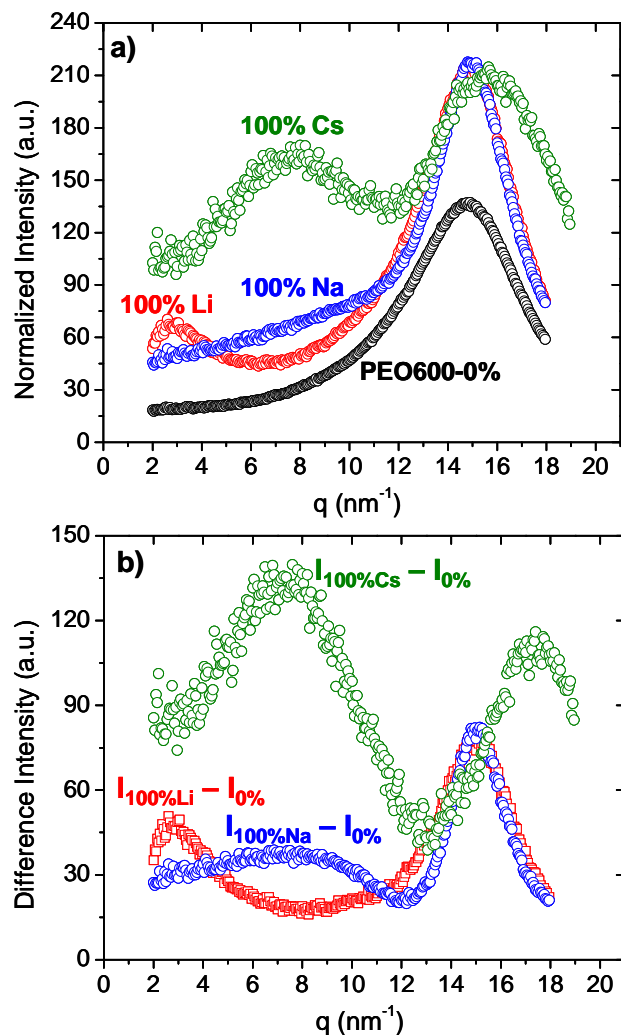 a)
240
210
180
150
120
90
60
30
0
Normalized Intensity (a.u.)
100% Cs
100% Li
100% Na
PEO600-0%
0 2 4 6 8 10 12 14 16 18 20
q (nm⁻¹)
b)
150
120
90
60
30
0
Difference Intensity (a.u.)
I100%Cs – I0%
I100%Li – I0%
I100%Na – I0%
0 2 4 6 8 10 12 14 16 18 20
q (nm⁻¹)